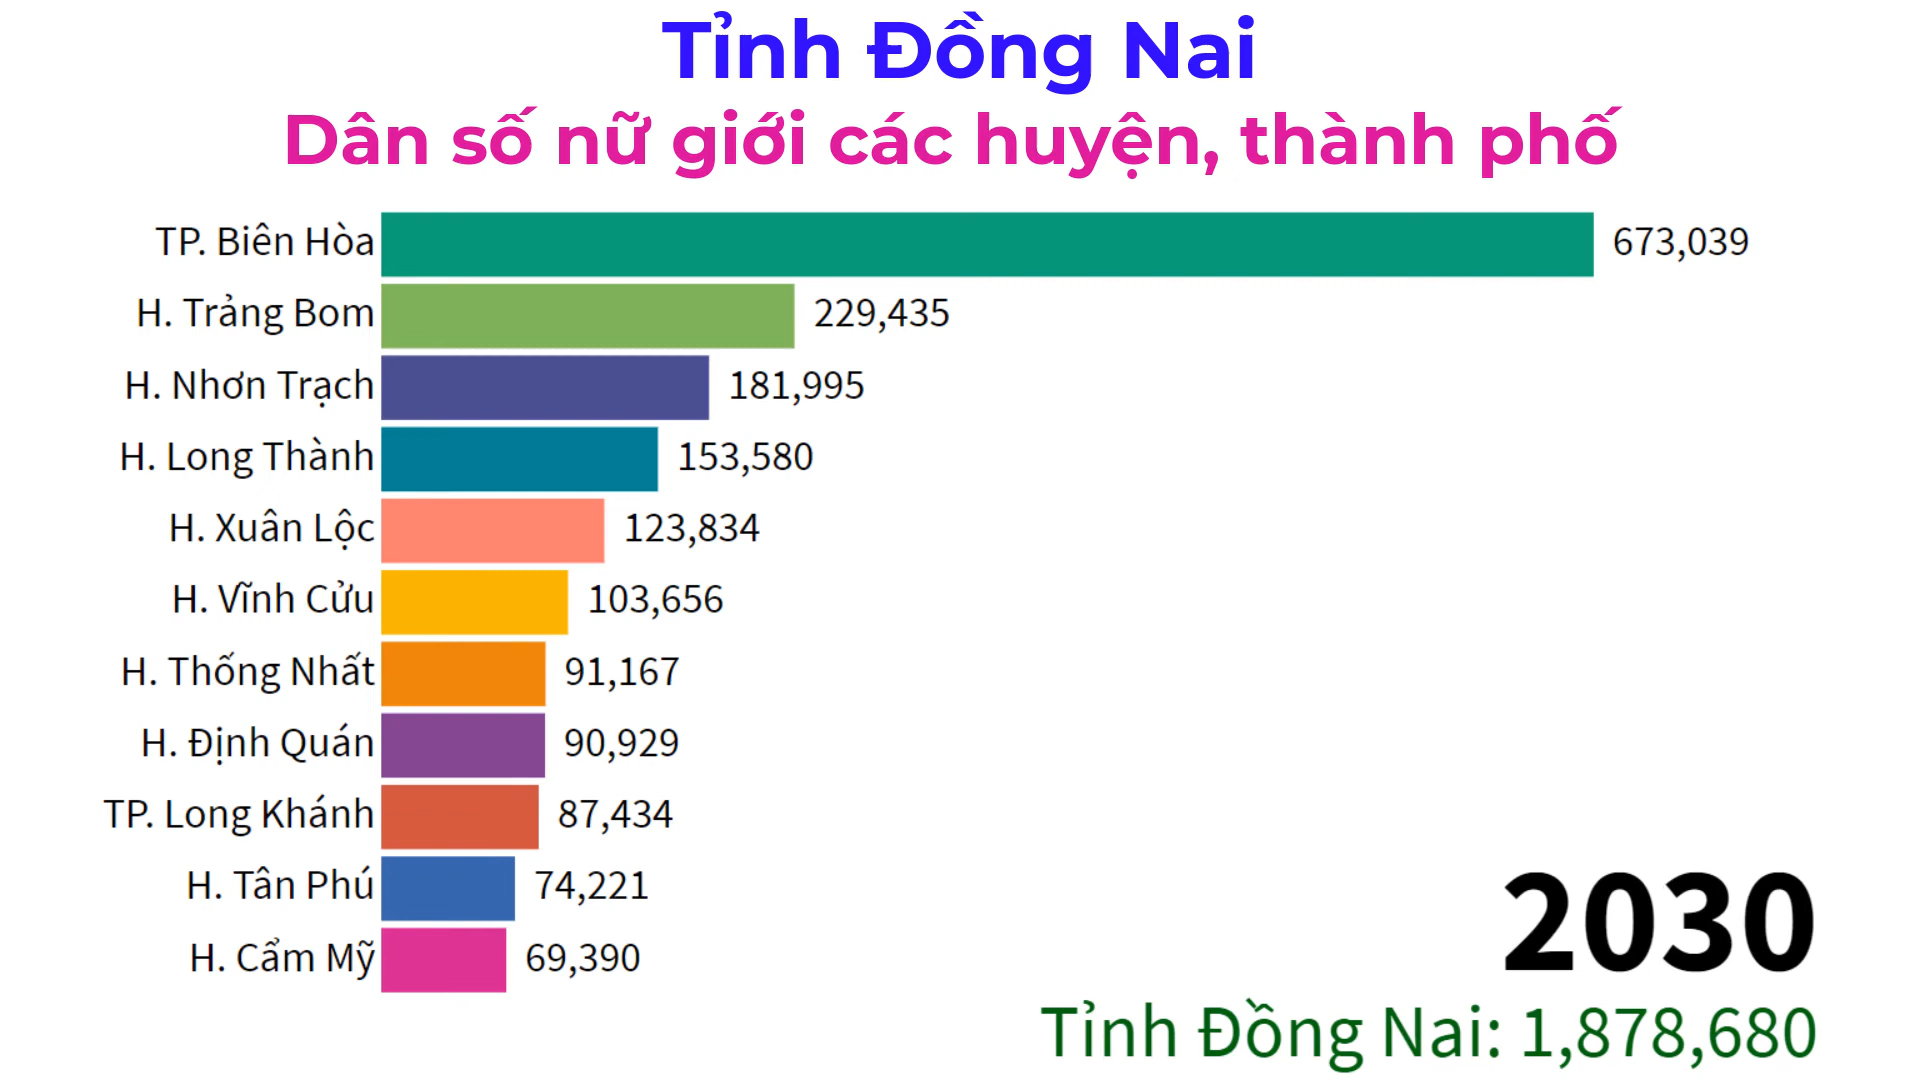 Tỉnh Đồng Nai
Dân số nữ giới các huyện, thành phố
TP. Biên Hòa 673,039
H. Trảng Bom 229,435
H. Nhơn Trạch 181,995
H. Long Thành 153,580
H. Xuân Lộc 123,834
H. Vĩnh Cửu 103,656
H. Thống Nhất 91,167
H. Định Quán 90,929
TP. Long Khánh 87,434
H. Tân Phú 74,221
H. Cẩm Mỹ 69,390
2030
Tỉnh Đồng Nai: 1,878,680